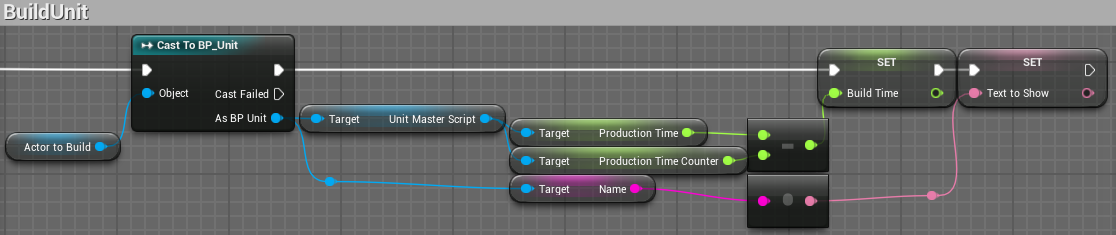 BuildUnit
Cast To BP_Unit
SET
SET
Object
Cast Failed
Build Time
Text to Show
As BP Unit
Target
Unit Master Script
Actor to Build
Target
Production Time
Target
Production Time Counter
Target
Name